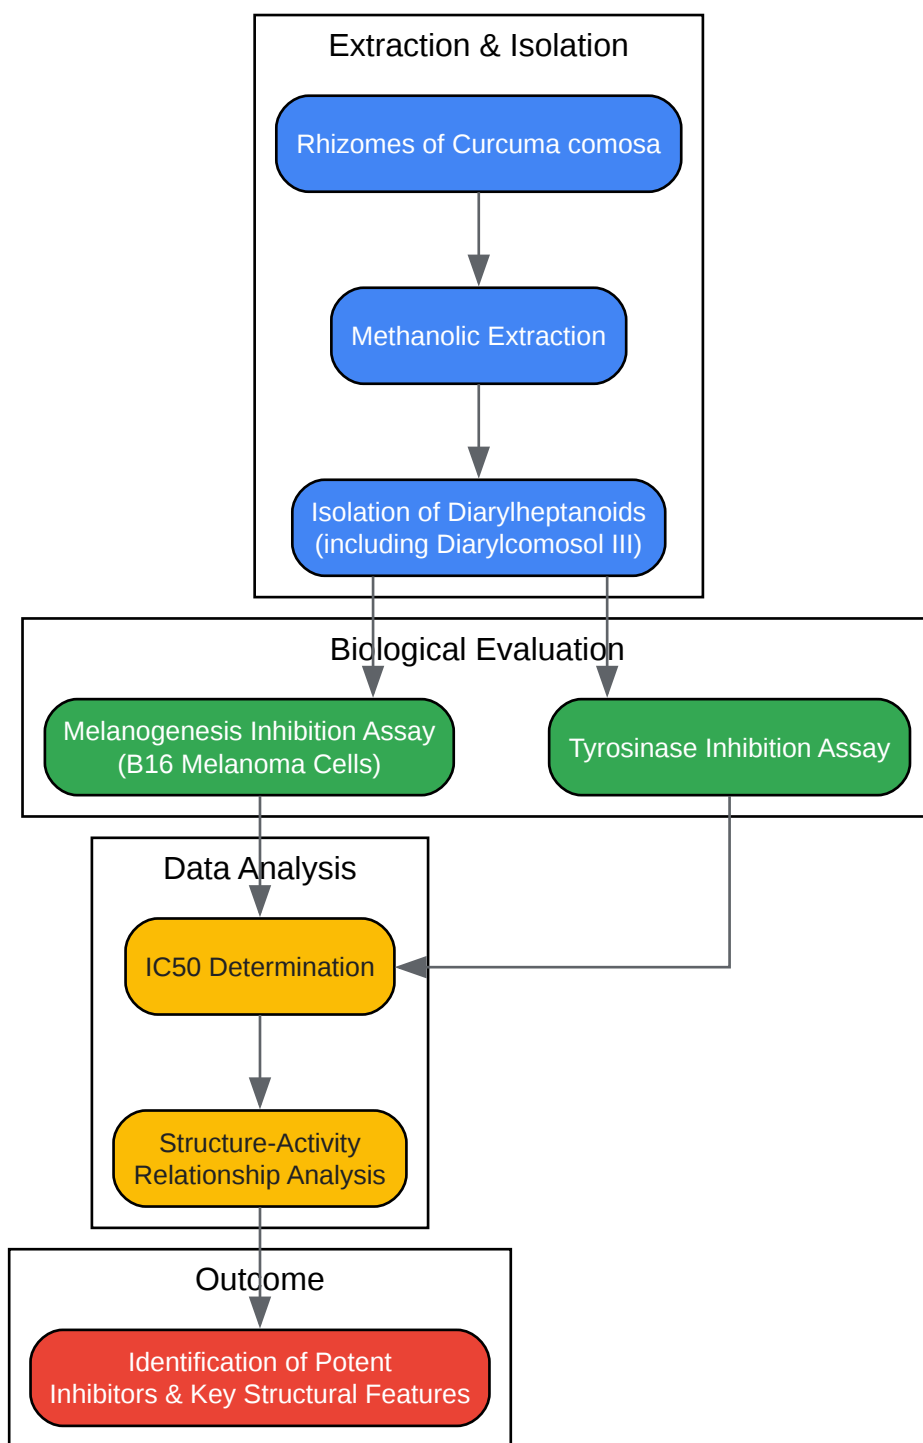 Extraction & Isolation
Rhizomes of Curcuma comosa
Methanolic Extraction
Isolation of Diarylheptanoids
(including Diarylcomosol III)
Biological Evaluation
Melanogenesis Inhibition Assay
(B16 Melanoma Cells)
Tyrosinase Inhibition Assay
Data Analysis
IC50 Determination
Structure-Activity
Relationship Analysis
Outcome
Identification of Potent
Inhibitors & Key Structural Features